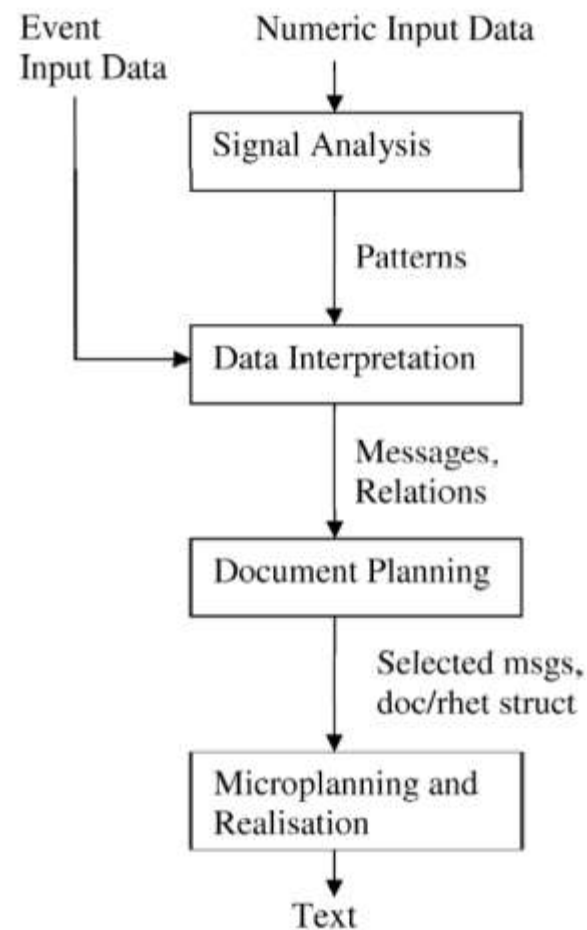 Event
Input Data
Numeric Input Data
Signal Analysis
Patterns
Data Interpretation
Messages,
Relations
Document Planning
Selected msgs,
doc/rhet struct
Microplanning and
Realisation
Text